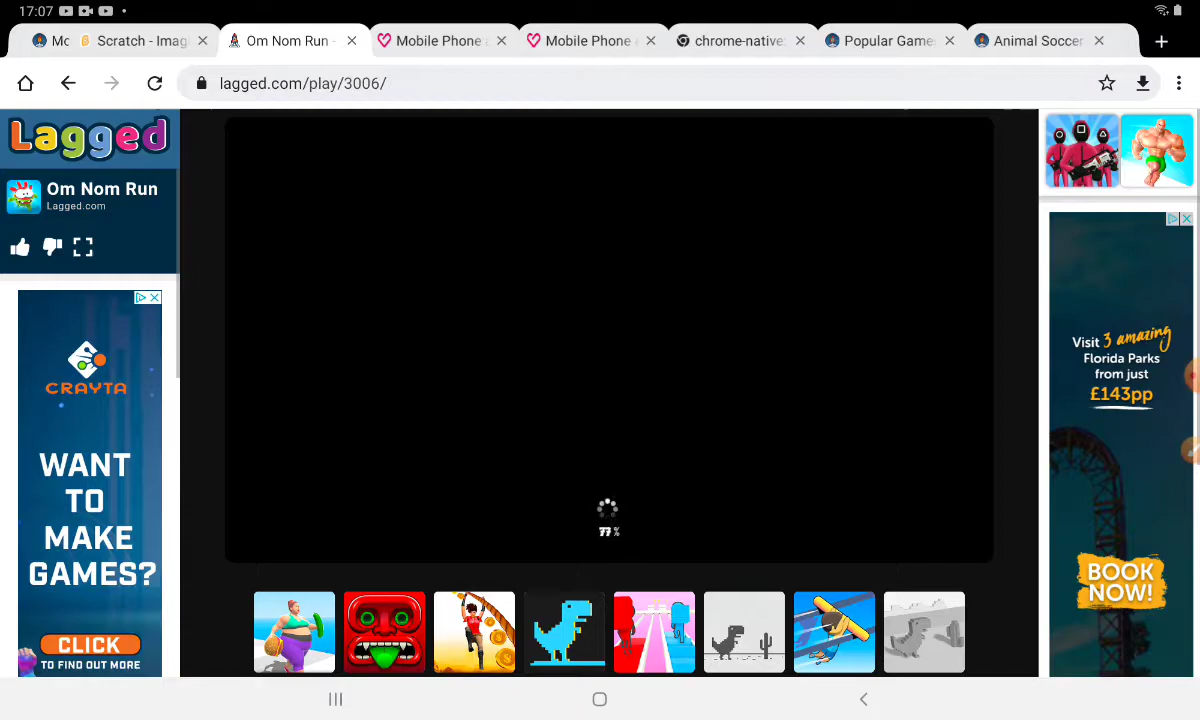 17:07
Mc
Scratch - Imag
Om Nom Run -
Mobile Phone
Mobile Phone
chrome-native:
Popular Game
Animal Soccer
lagged.com/play/3006/
Lagged
Om Nom Run
Lagged.com
CRAYTA
WANT
TO
MAKE
GAMES?
CLICK
TO FIND OUT MORE
77%
Visit 3 amazing
Florida Parks
from just
£143pp
BOOK
NOW!